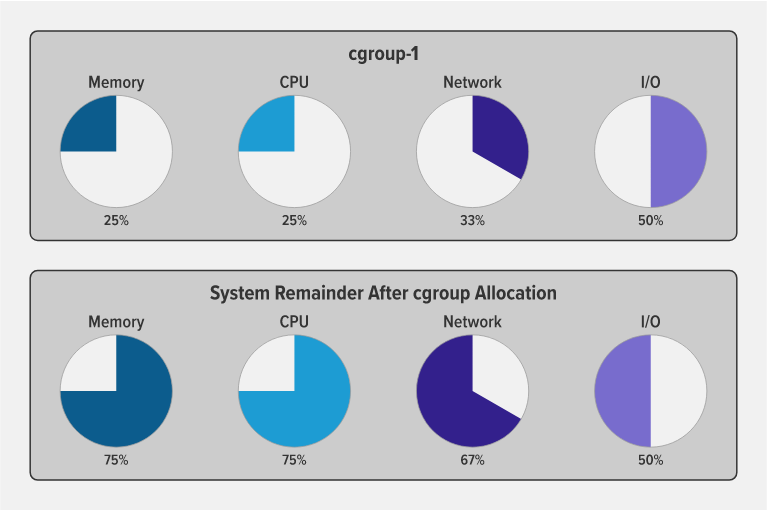 cgroup-1
Memory CPU Network I/O
25% 25% 33% 50%
System Remainder After cgroup Allocation
Memory CPU Network I/O
75% 75% 67% 50%